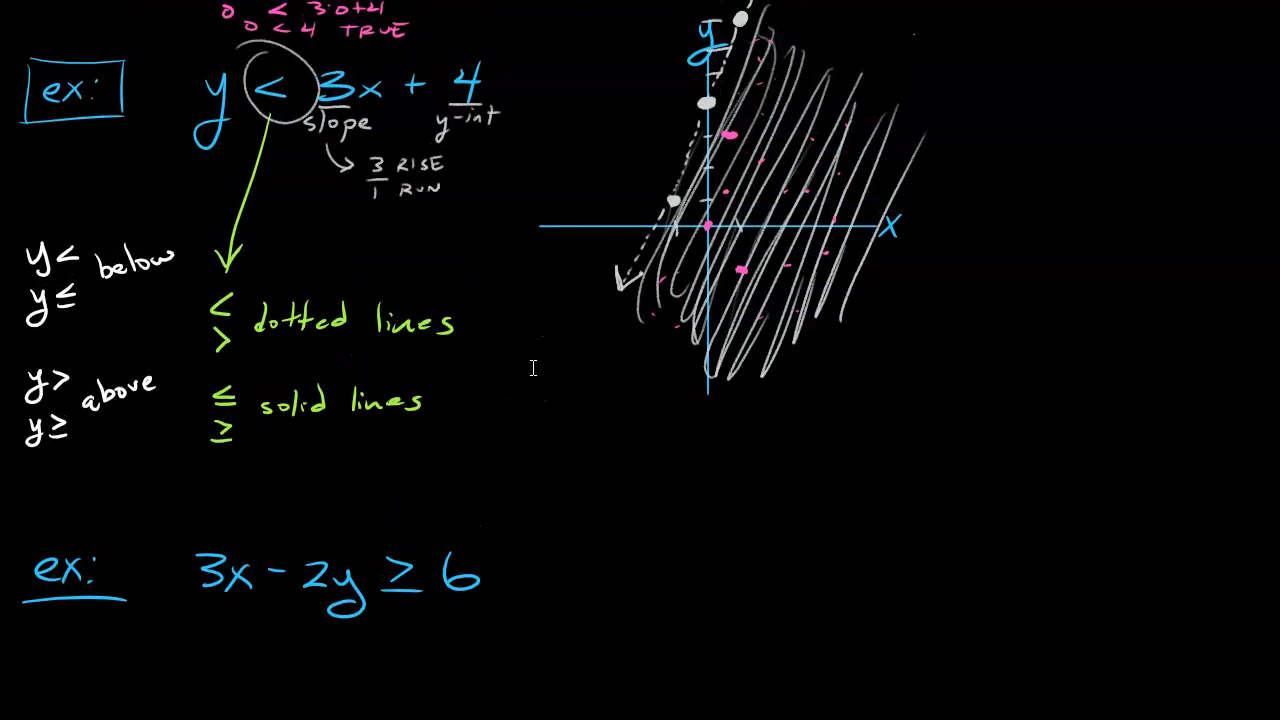 0 < 3·0+4
0 < 4 TRUE
ex: y < 3x + 4
slope y-int
3 RISE
1 RUN
y
x
y<
y≤ below
< 
> dotted lines
y>
y≥ above
≤
≥ solid lines
ex: 3x - 2y ≥ 6